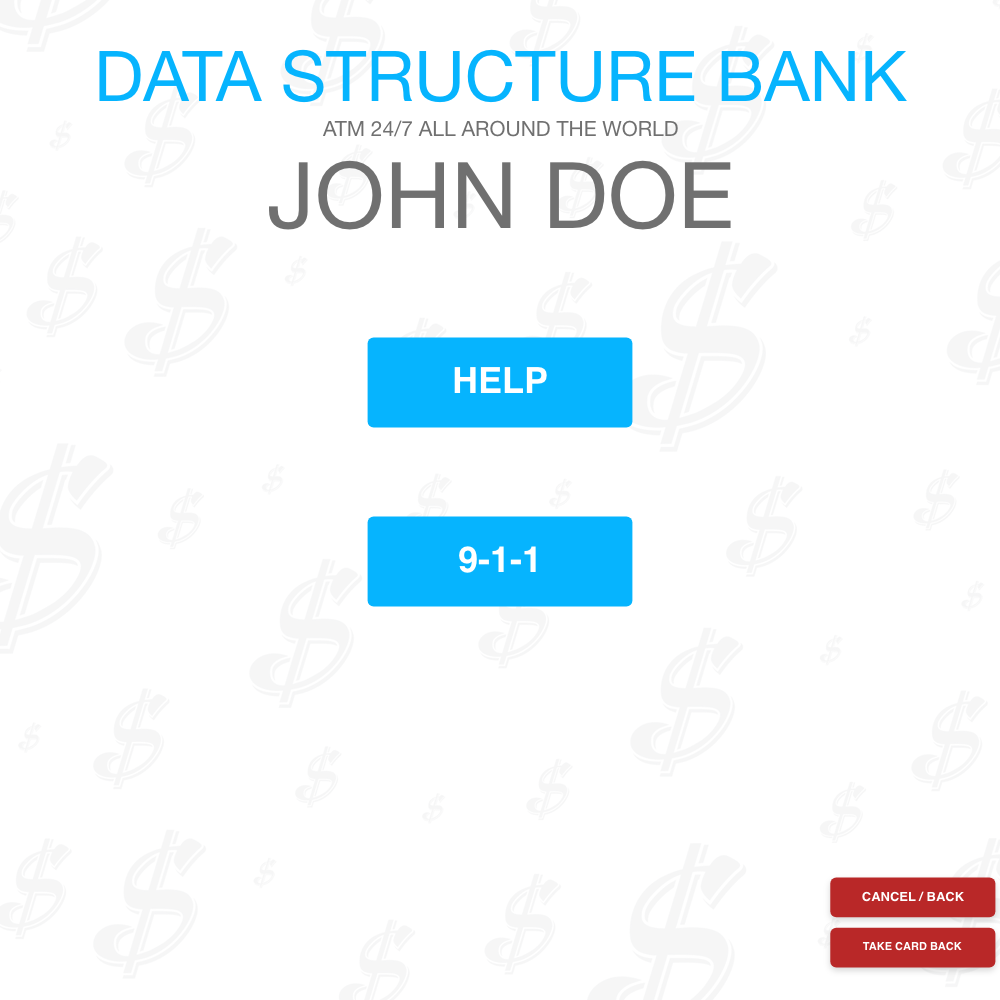 DATA STRUCTURE BANK
ATM 24/7 ALL AROUND THE WORLD
JOHN DOE
HELP
9-1-1
CANCEL / BACK
TAKE CARD BACK